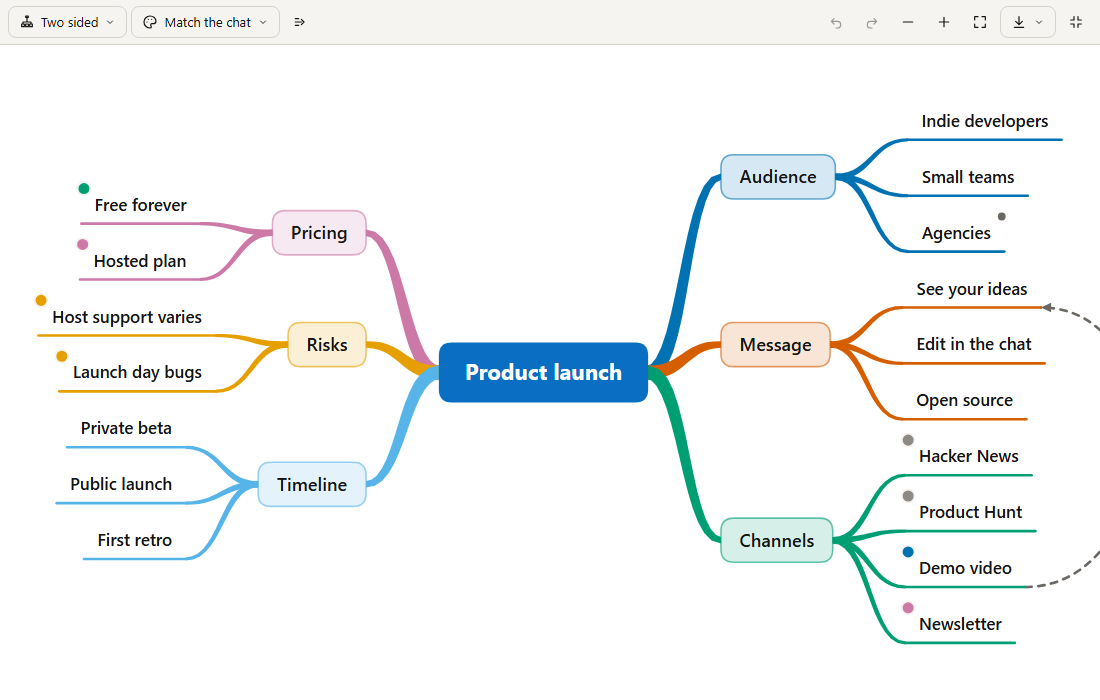 Two sided
Match the chat
Product launch
Audience
Indie developers
Small teams
Agencies
Message
See your ideas
Edit in the chat
Open source
Channels
Hacker News
Product Hunt
Demo video
Newsletter
Pricing
Free forever
Hosted plan
Risks
Host support varies
Launch day bugs
Timeline
Private beta
Public launch
First retro